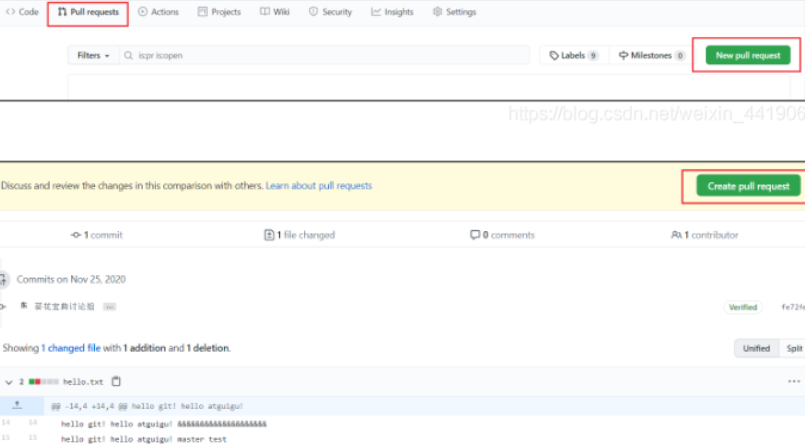 Code Pull requests Actions Projects Wiki Security Insights Settings
Filters is:pr is:open Labels 9 Milestones 0 New pull request
https://blog.csdn.net/weixin_441906
Discuss and review the changes in this comparison with others. Learn about pull requests Create pull request
1 commit 1 file changed 0 comments 1 contributor
Commits on Nov 25, 2020
葵花宝典讨论组 … Verified fe72fe
Showing 1 changed file with 1 addition and 1 deletion. Unified Split
2 hello.txt
@@ -14,4 +14,4 @@ hello git! hello atguigu!
14 14 hello git! hello atguigu! &&&&&&&&&&&&&&&&&&&&
15 15 hello git! hello atguigu! master test